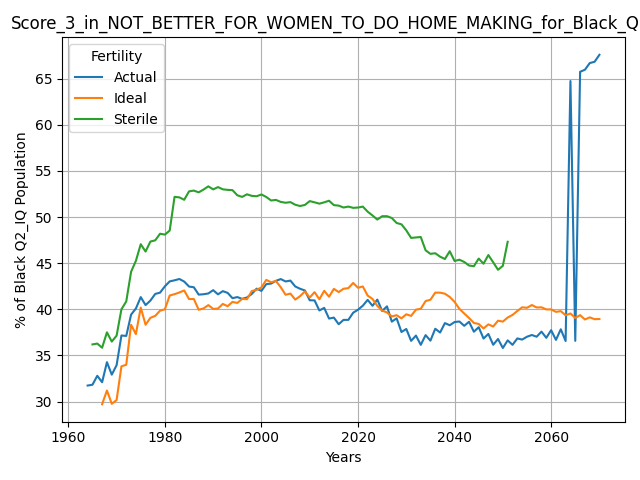 Score_3_in_NOT_BETTER_FOR_WOMEN_TO_DO_HOME_MAKING_for_Black_Q
Fertility
Actual
Ideal
Sterile
% of Black Q2_IQ Population
65
60
55
50
45
40
35
30
1960 1980 2000 2020 2040 2060
Years